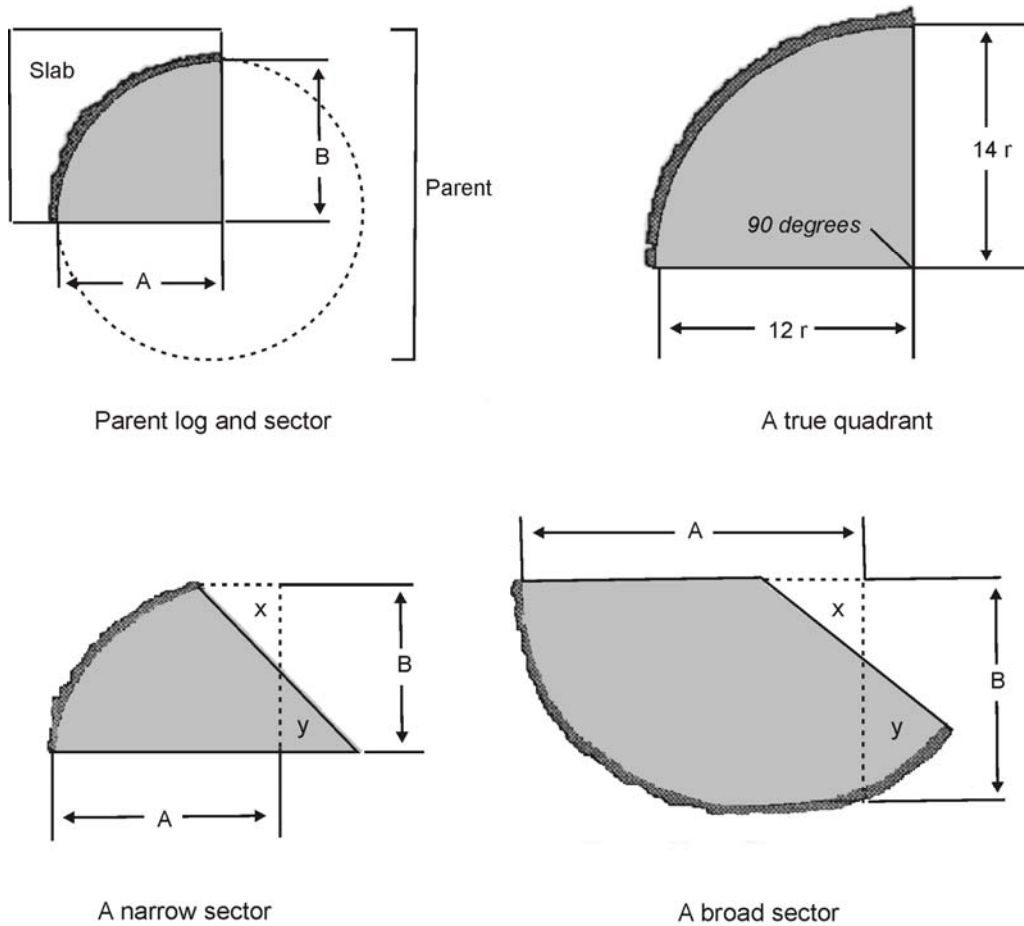 Slab
B
Parent
A
Parent log and sector
14 r
90 degrees
12 r
A true quadrant
x
B
y
A
A narrow sector
A
x
B
y
A broad sector